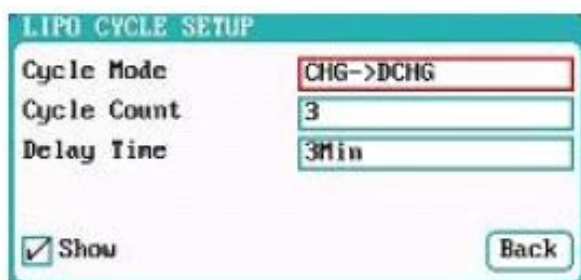 LIPO CYCLE SETUP
Cycle Mode CHG->DCHG
Cycle Count 3
Delay Time 3Min
Show Back